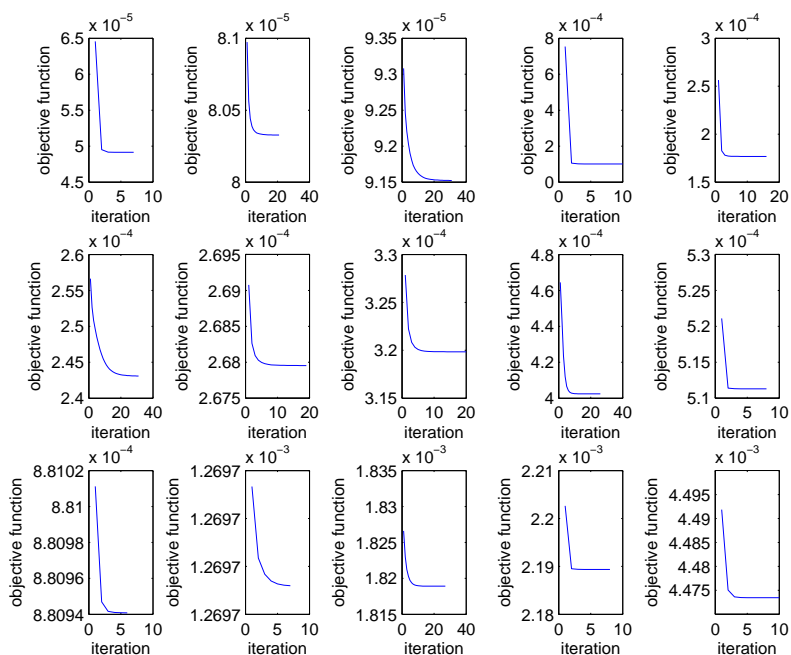 x 10⁻⁵
6.5
6
5.5
5
4.5
0 5 10
objective function
iteration
x 10⁻⁵
8.1
8.05
8
0 20 40
objective function
iteration
x 10⁻⁵
9.35
9.3
9.25
9.2
9.15
0 20 40
objective function
iteration
x 10⁻⁴
8
6
4
2
0
0 5 10
objective function
iteration
x 10⁻⁴
3
2.5
2
1.5
0 10 20
objective function
iteration
x 10⁻⁴
2.6
2.55
2.5
2.45
2.4
0 20 40
objective function
iteration
x 10⁻⁴
2.695
2.69
2.685
2.68
2.675
0 10 20
objective function
iteration
x 10⁻⁴
3.3
3.25
3.2
3.15
0 10 20
objective function
iteration
x 10⁻⁴
4.8
4.6
4.4
4.2
4
0 20 40
objective function
iteration
x 10⁻⁴
5.3
5.2
5.1
5
0 5 10
objective function
iteration
x 10⁻⁴
8.8102
8.81
8.8098
8.8096
8.8094
0 5 10
objective function
iteration
x 10⁻³
1.2697
1.2697
1.2697
1.2697
0 5 10
objective function
iteration
x 10⁻³
1.835
1.83
1.825
1.82
1.815
0 20 40
objective function
iteration
x 10⁻³
2.21
2.2
2.19
2.18
0 5 10
objective function
iteration
x 10⁻³
4.495
4.49
4.485
4.48
4.475
0 5 10
objective function
iteration